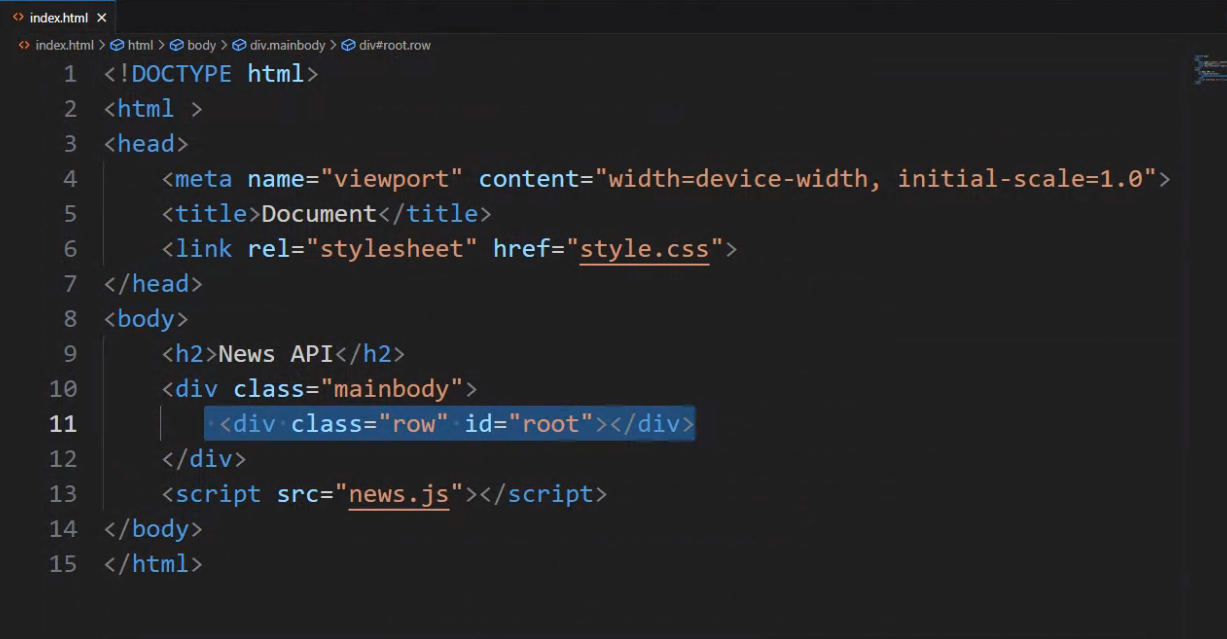 index.html
index.html > html > body > div.mainbody > div#root.row
1 <!DOCTYPE html>
2 <html >
3 <head>
4 <meta name="viewport" content="width=device-width, initial-scale=1.0">
5 <title>Document</title>
6 <link rel="stylesheet" href="style.css">
7 </head>
8 <body>
9 <h2>News API</h2>
10 <div class="mainbody">
11 <div class="row" id="root"></div>
12 </div>
13 <script src="news.js"></script>
14 </body>
15 </html>